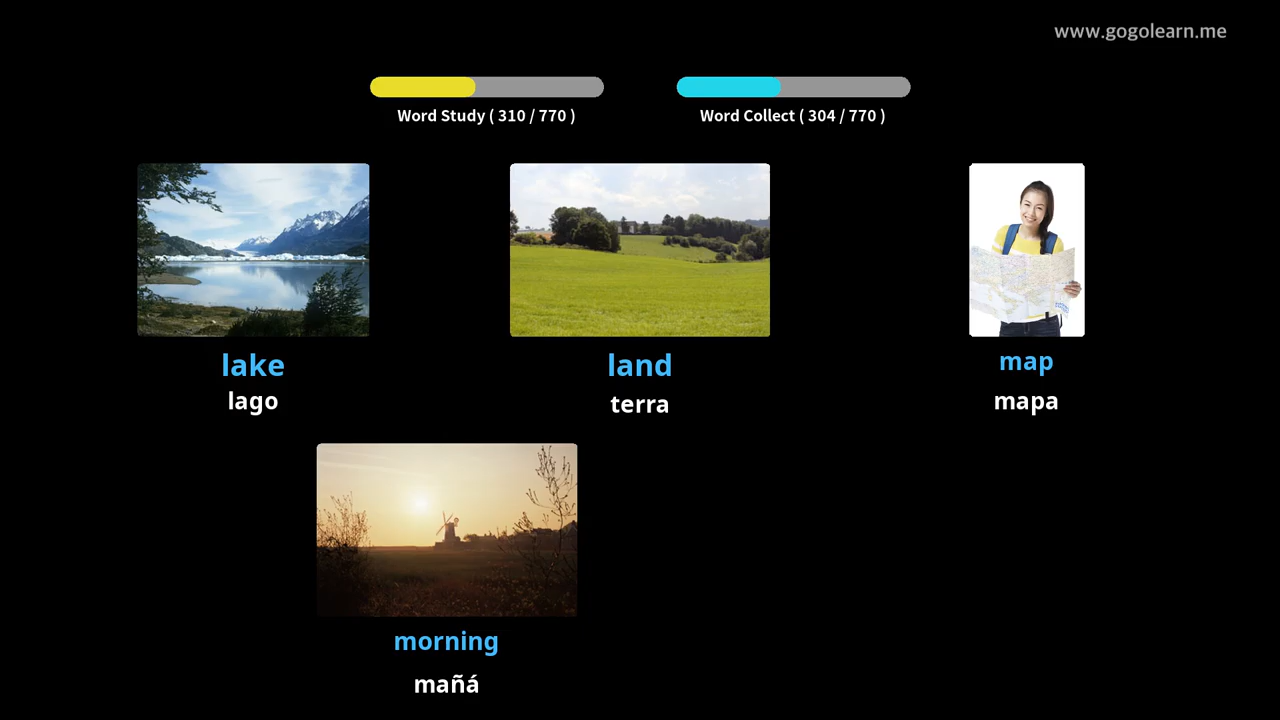 www.gogolearn.me
Word Study ( 310 / 770 )
Word Collect ( 304 / 770 )
lake
lago
land
terra
map
mapa
morning
mañá